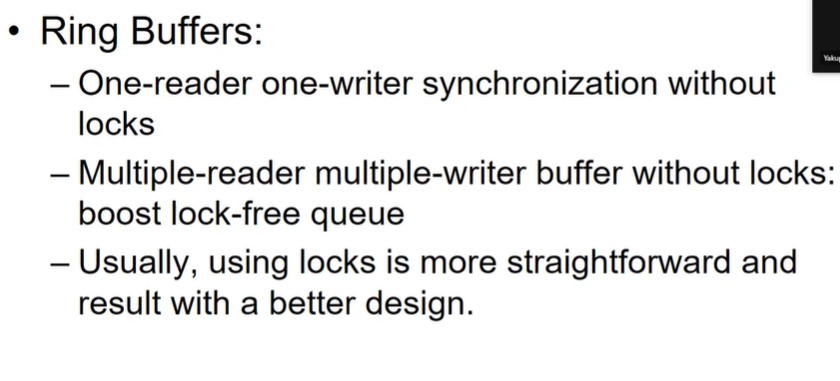 • Ring Buffers:
– One-reader one-writer synchronization without
locks
– Multiple-reader multiple-writer buffer without locks:
boost lock-free queue
– Usually, using locks is more straightforward and
result with a better design.